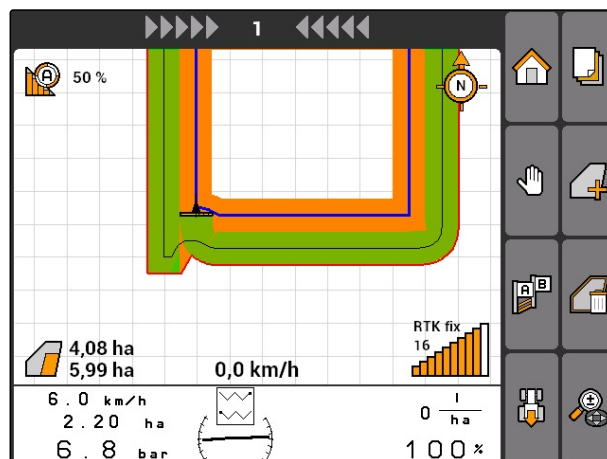 1
A 50 %
N
A B
RTK fix
16
4,08 ha
5,99 ha
0,0 km/h
6.0 km/h
2.20 ha
6.8 bar
0 l
ha
100 %